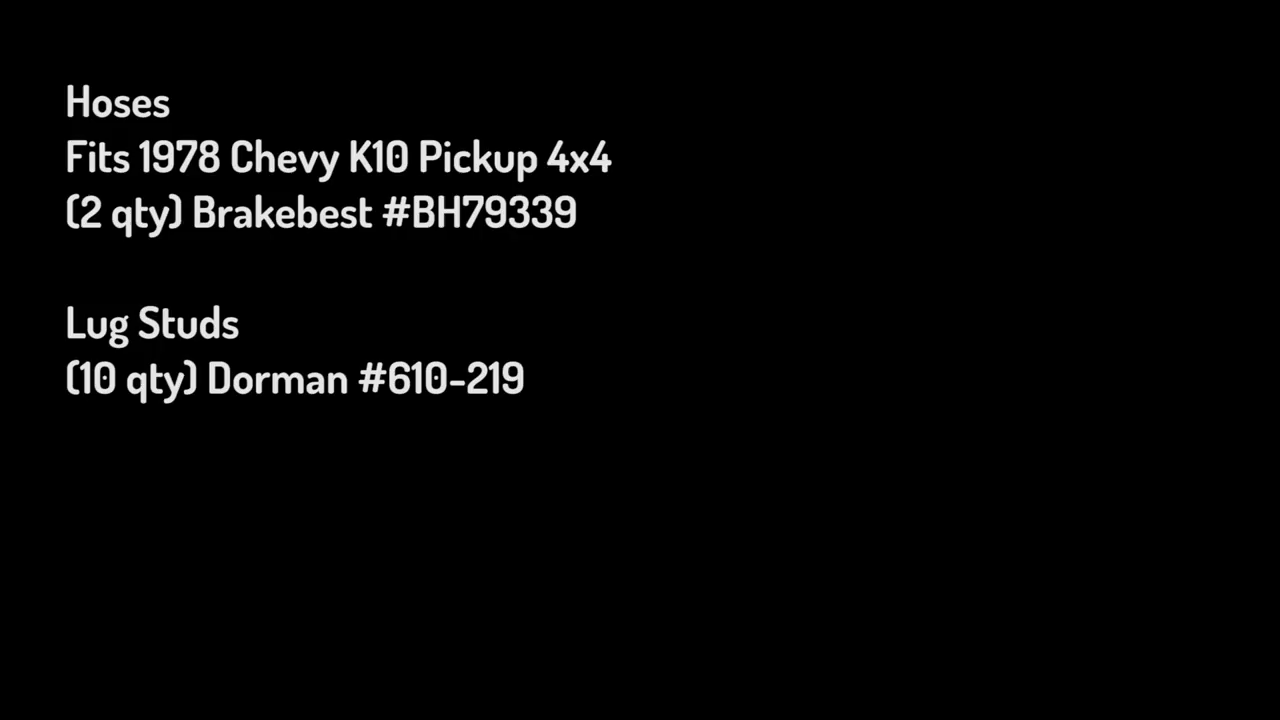 Hoses
Fits 1978 Chevy K10 Pickup 4x4
(2 qty) Brakebest #BH79339
Lug Studs
(10 qty) Dorman #610-219